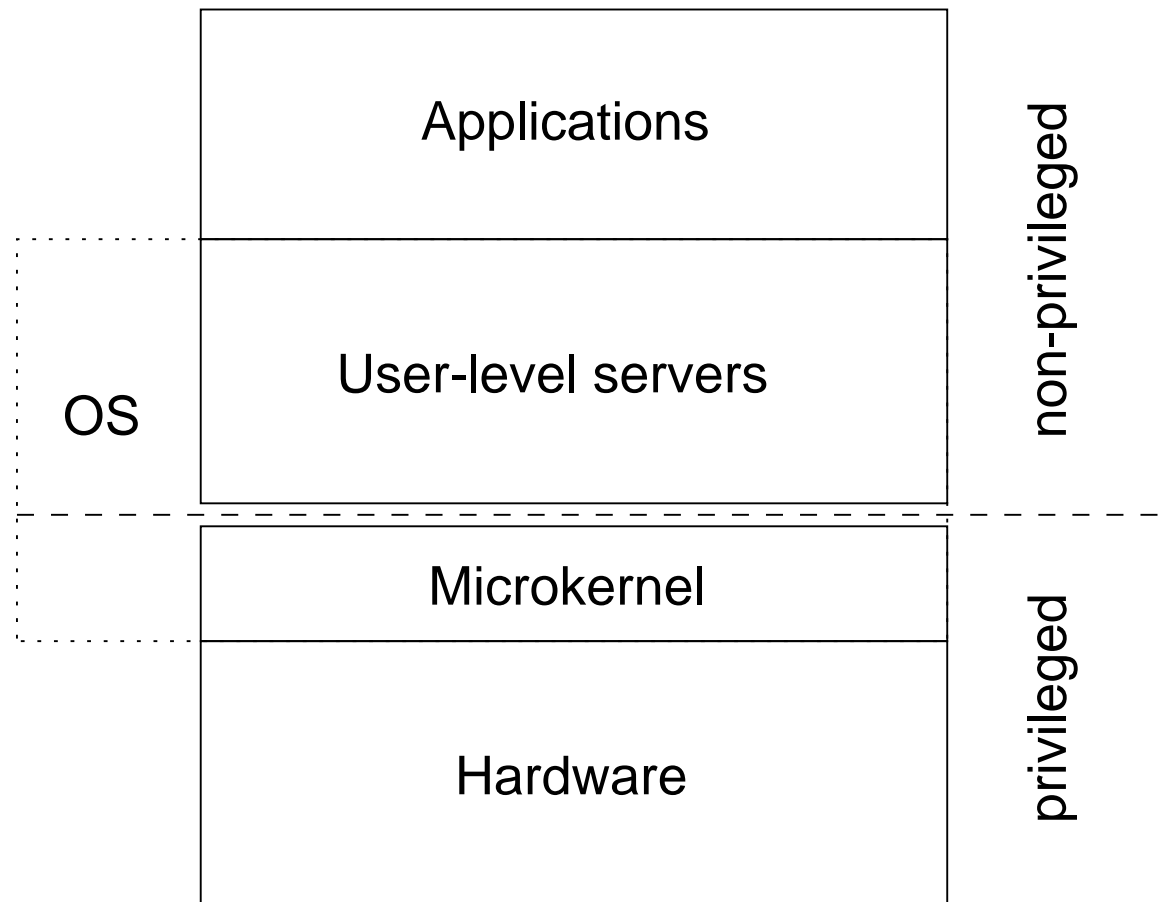 Applications
non-privileged
User-level servers
OS
Microkernel
privileged
Hardware